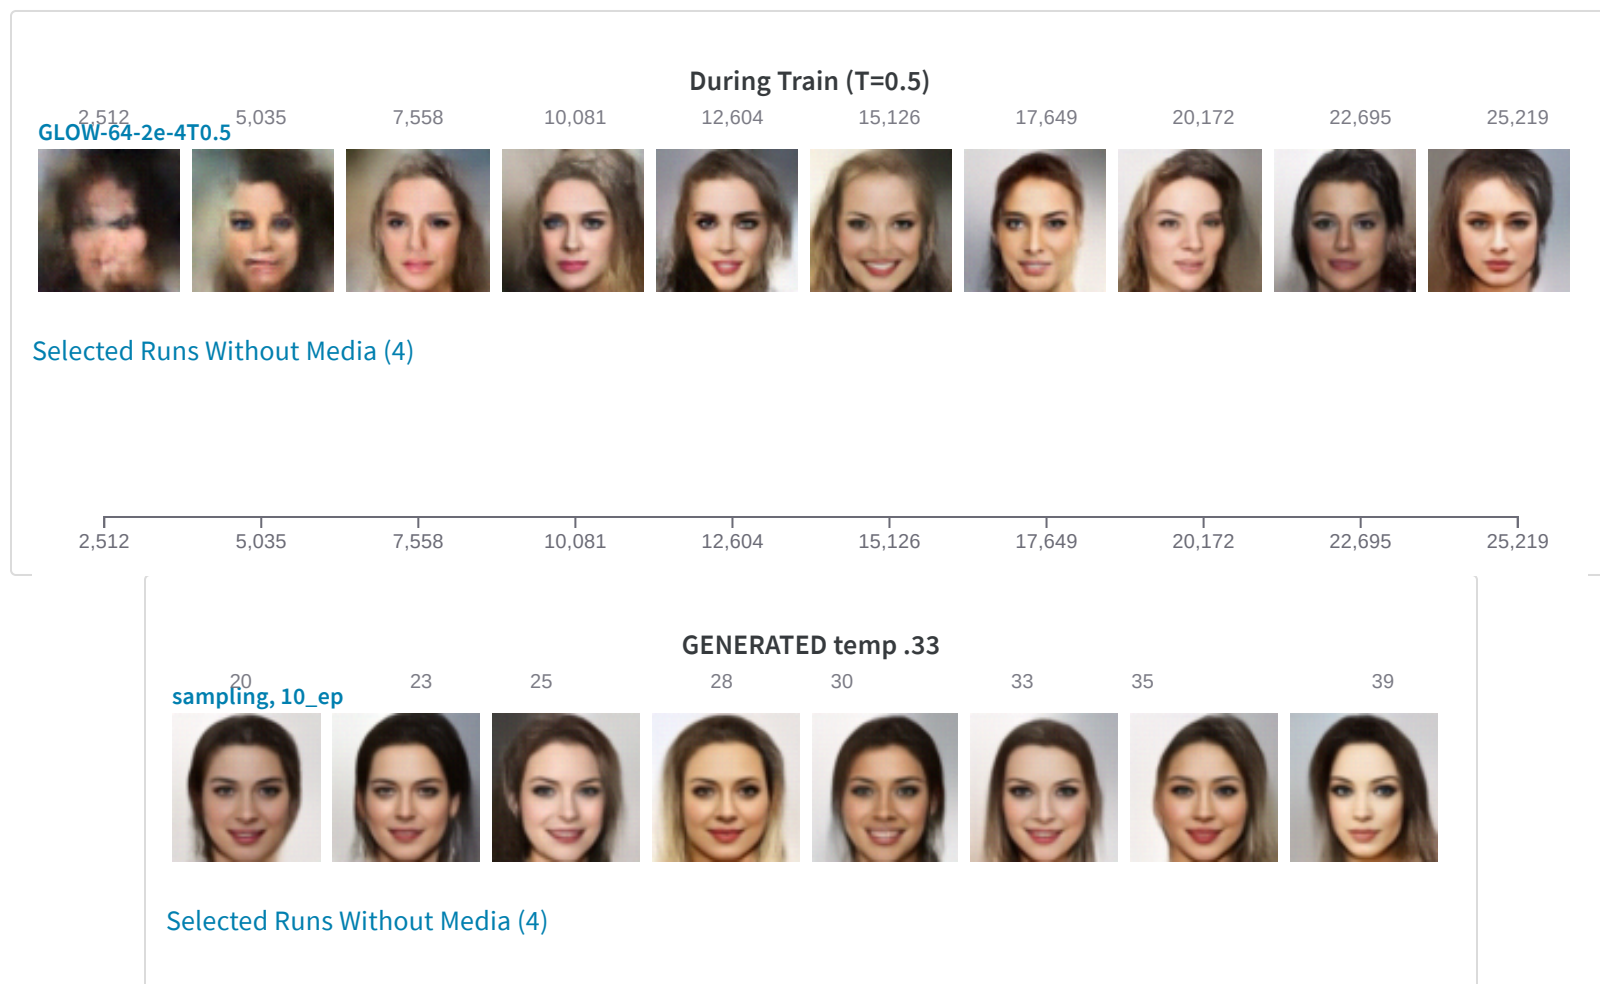 During Train (T=0.5)
2,512 5,035 7,558 10,081 12,604 15,126 17,649 20,172 22,695 25,219
GLOW-64-2e-4T0.5
Selected Runs Without Media (4)
2,512 5,035 7,558 10,081 12,604 15,126 17,649 20,172 22,695 25,219
GENERATED temp .33
20 23 25 28 30 33 35 39
sampling, 10_ep
Selected Runs Without Media (4)